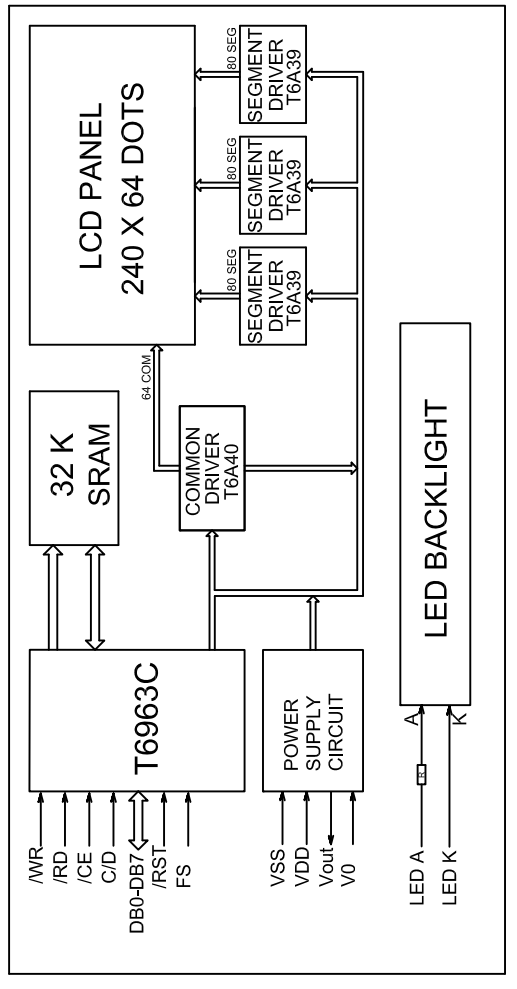 /WR
/RD
/CE
C/D
DB0-DB7
/RST
FS
T6963C
32 K
SRAM
LCD PANEL
240 X 64 DOTS
64 COM
COMMON
DRIVER
T6A40
80 SEG
SEGMENT
DRIVER
T6A39
80 SEG
SEGMENT
DRIVER
T6A39
80 SEG
SEGMENT
DRIVER
T6A39
VSS
VDD
Vout
V0
POWER
SUPPLY
CIRCUIT
LED A
R
A
LED K
K
LED BACKLIGHT